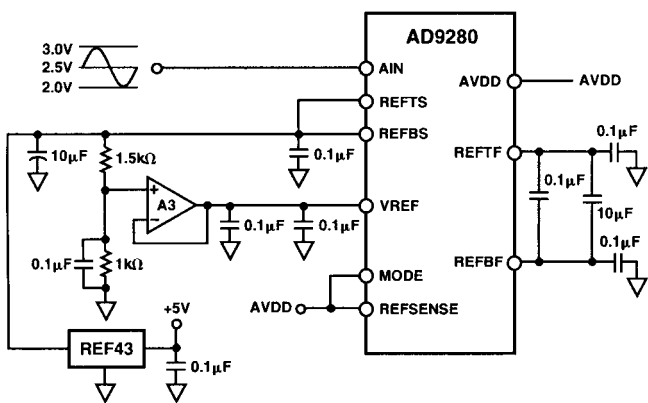 AD9280
3.0V
2.5V
2.0V
AIN
AVDD
AVDD
REFTS
REFBS
10µF
1.5kΩ
0.1µF
REFTF
0.1µF
0.1µF
10µF
A3
+
−
VREF
0.1µF
0.1µF
0.1µF
1kΩ
REFBF
0.1µF
MODE
AVDD
REFSENSE
+5V
REF43
0.1µF